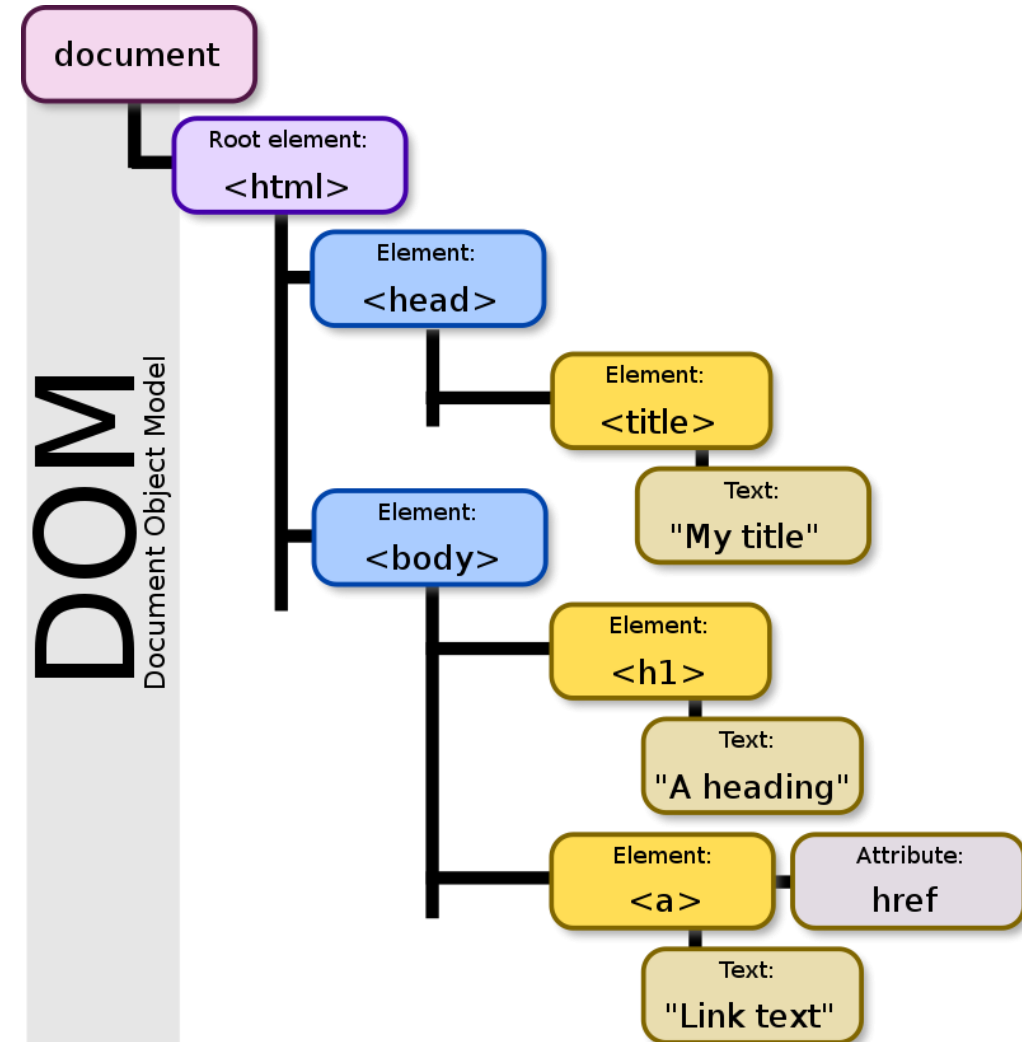 document
Root element:
<html>
Element:
<head>
Element:
<title>
Text:
"My title"
Element:
<body>
Element:
<h1>
Text:
"A heading"
Element:
<a>
Attribute:
href
Text:
"Link text"
DOM
Document Object Model